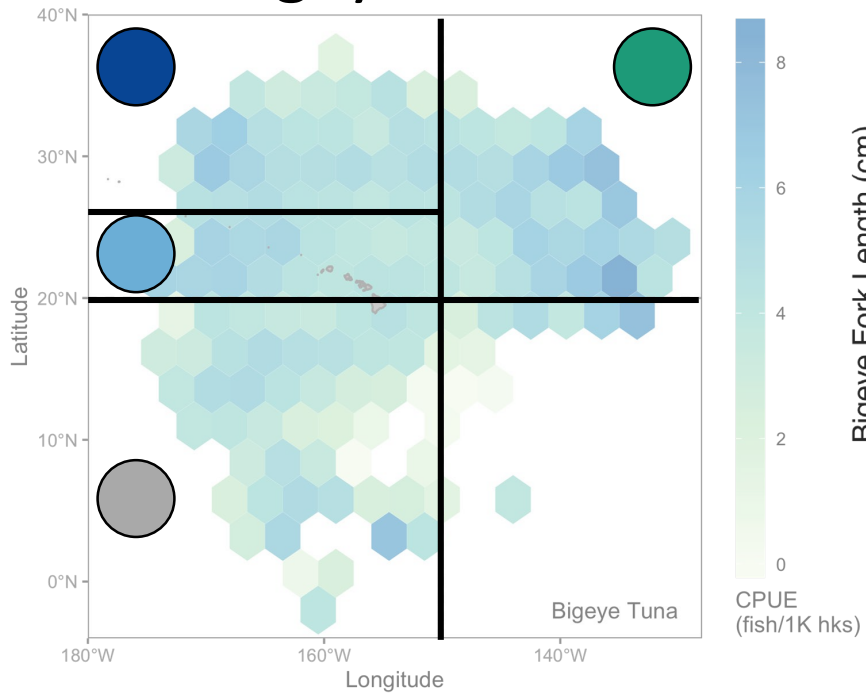 40°N
30°N
20°N
10°N
0°N
Latitude
180°W
160°W
140°W
Longitude
Bigeye Tuna
8
6
4
2
0
CPUE
(fish/1K hks)
Bigeye Fork Length (cm)